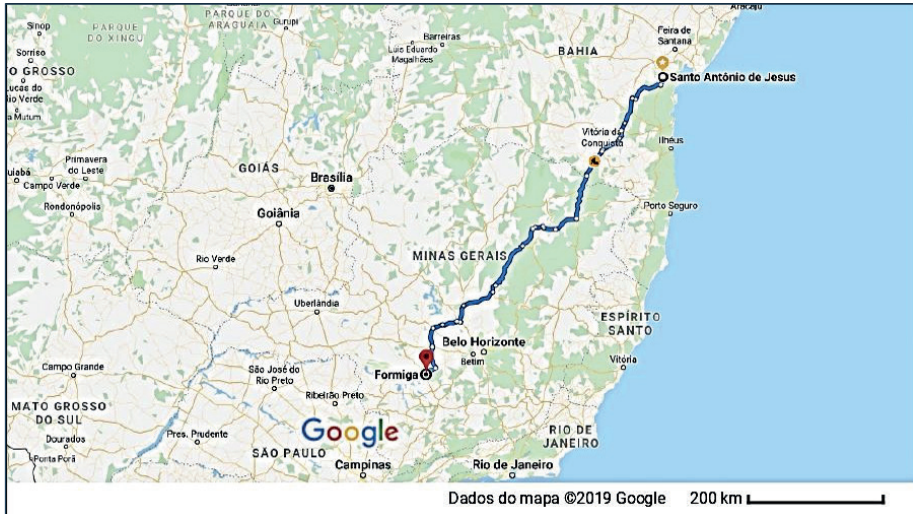 Sinop
PARQUE
DO XINGU
PARQUE DO
ARAGUAIA
Gurupi
Barreiras
Luis Eduardo
Magalhães
BAHIA
Aracaju
Feira de
Santana
Santo Antônio de Jesus
Sorriso
TO GROSSO
Lucas do
Rio Verde
a Mutum
Vitória da
Conquista
Ilhéus
Primavera
do Leste
uiabá
Campo Verde
Rondonópolis
GOIÁS
Brasília
Goiânia
Porto Seguro
Rio Verde
MINAS GERAIS
Uberlândia
ESPÍRITO
SANTO
Belo Horizonte
Betim
Vitória
Formiga
Campo Grande
São José do
Rio Preto
Ribeirão Preto
MATO GROSSO
DO SUL
Dourados
Ponta Porã
Pres. Prudente
Google
SÃO PAULO
RIO DE
JANEIRO
Campinas
Rio de Janeiro
Dados do mapa ©2019 Google 200 km